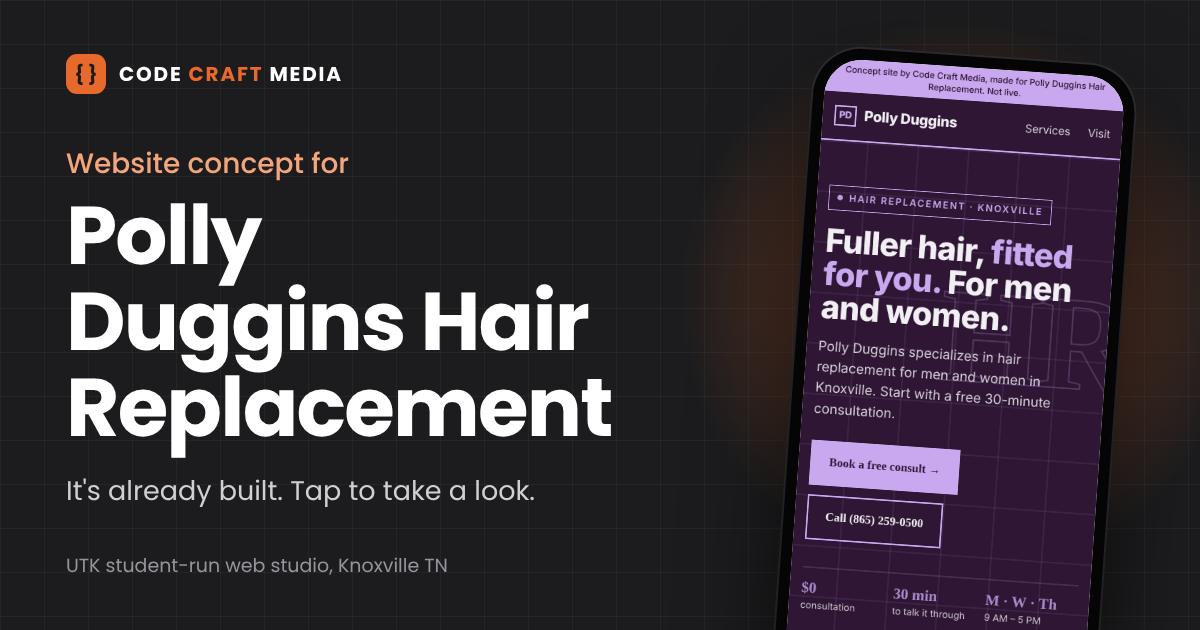 { } CODE CRAFT MEDIA
Website concept for
Polly
Duggins Hair
Replacement
It's already built. Tap to take a look.
UTK student-run web studio, Knoxville TN
Concept site by Code Craft Media, made for Polly Duggins Hair
Replacement. Not live.
PD Polly Duggins Services Visit
HAIR REPLACEMENT · KNOXVILLE
Fuller hair, fitted
for you. For men
and women.
HR
Polly Duggins specializes in hair
replacement for men and women in
Knoxville. Start with a free 30-minute
consultation.
Book a free consult →
Call (865) 259-0500
$0 30 min M · W · Th
consultation to talk it through 9 AM – 5 PM